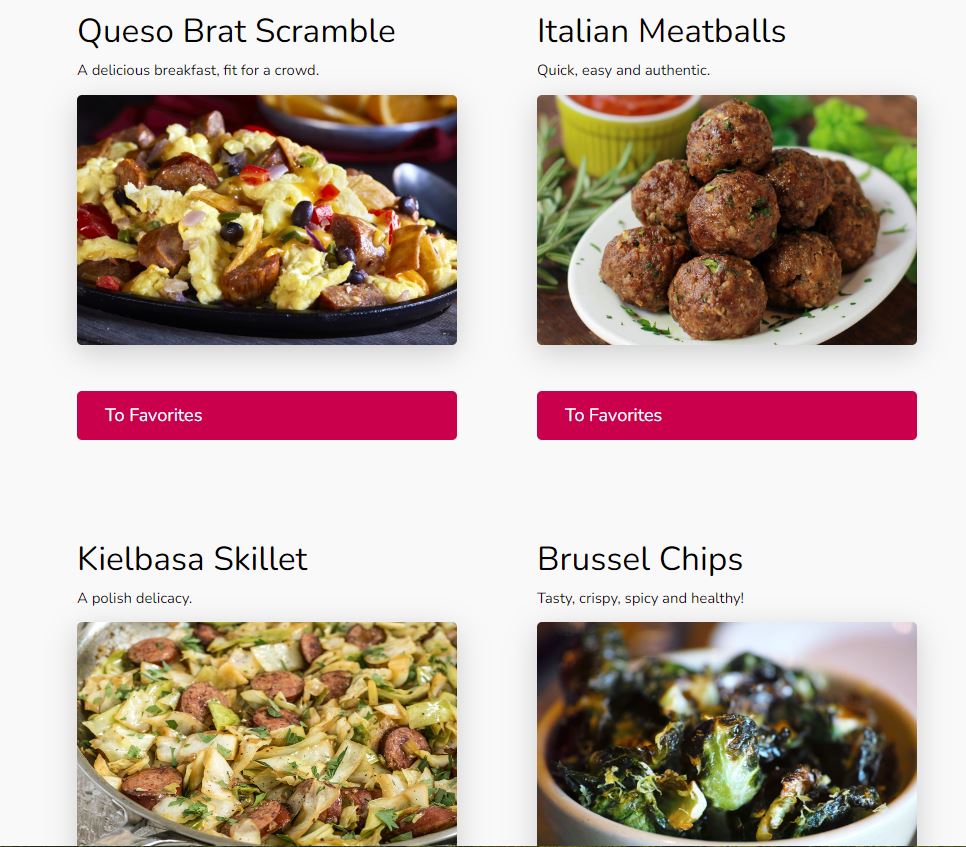 Queso Brat Scramble
A delicious breakfast, fit for a crowd.
To Favorites
Italian Meatballs
Quick, easy and authentic.
To Favorites
Kielbasa Skillet
A polish delicacy.
Brussel Chips
Tasty, crispy, spicy and healthy!